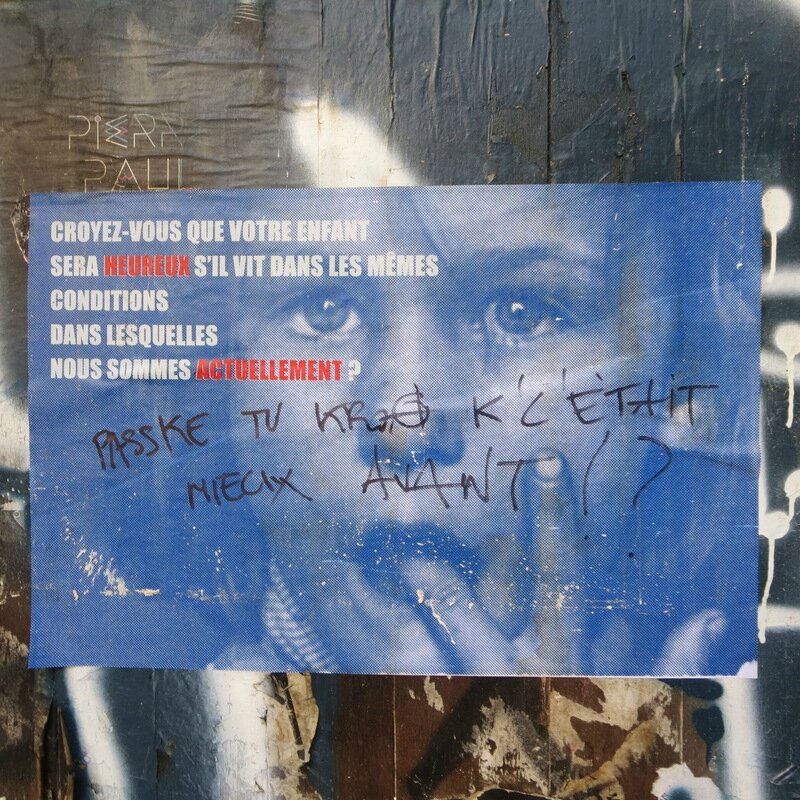 PIERR
PAUL
CROYEZ-VOUS QUE VOTRE ENFANT
SERA HEUREUX S'IL VIT DANS LES MÊMES
CONDITIONS
DANS LESQUELLES
NOUS SOMMES ACTUELLEMENT ?
PASSKE TU K'C'ÉTAIT
MIEUX AVANT (?)